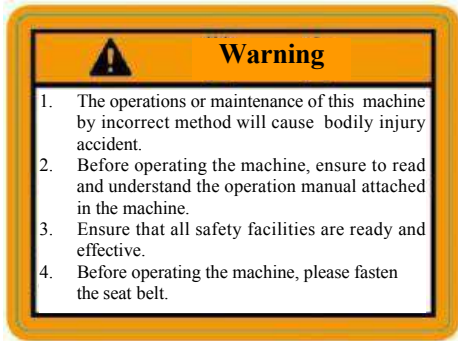 Warning
1. The operations or maintenance of this machine
by incorrect method will cause bodily injury
accident.
2. Before operating the machine, ensure to read
and understand the operation manual attached
in the machine.
3. Ensure that all safety facilities are ready and
effective.
4. Before operating the machine, please fasten
the seat belt.